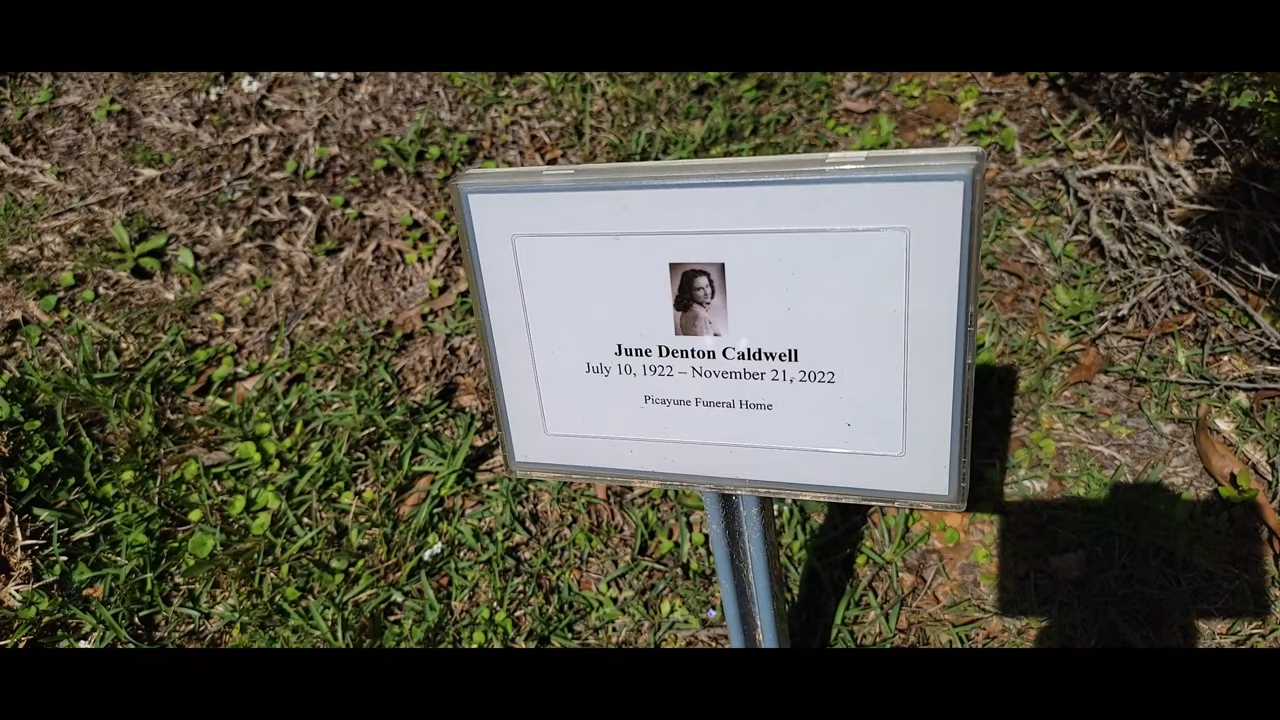 June Denton Caldwell
July 10, 1922 – November 21, 2022
Picayune Funeral Home